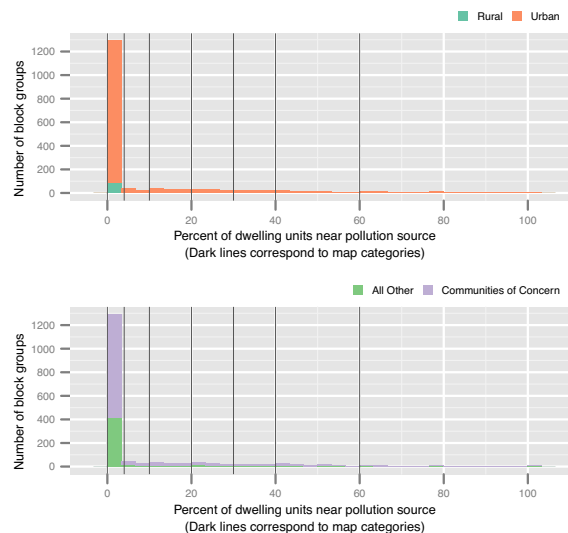 Rural Urban
1200
1000
800
600
400
200
0
Number of block groups
0 20 40 60 80 100
Percent of dwelling units near pollution source
(Dark lines correspond to map categories)
All Other Communities of Concern
1200
1000
800
600
400
200
0
Number of block groups
0 20 40 60 80 100
Percent of dwelling units near pollution source
(Dark lines correspond to map categories)